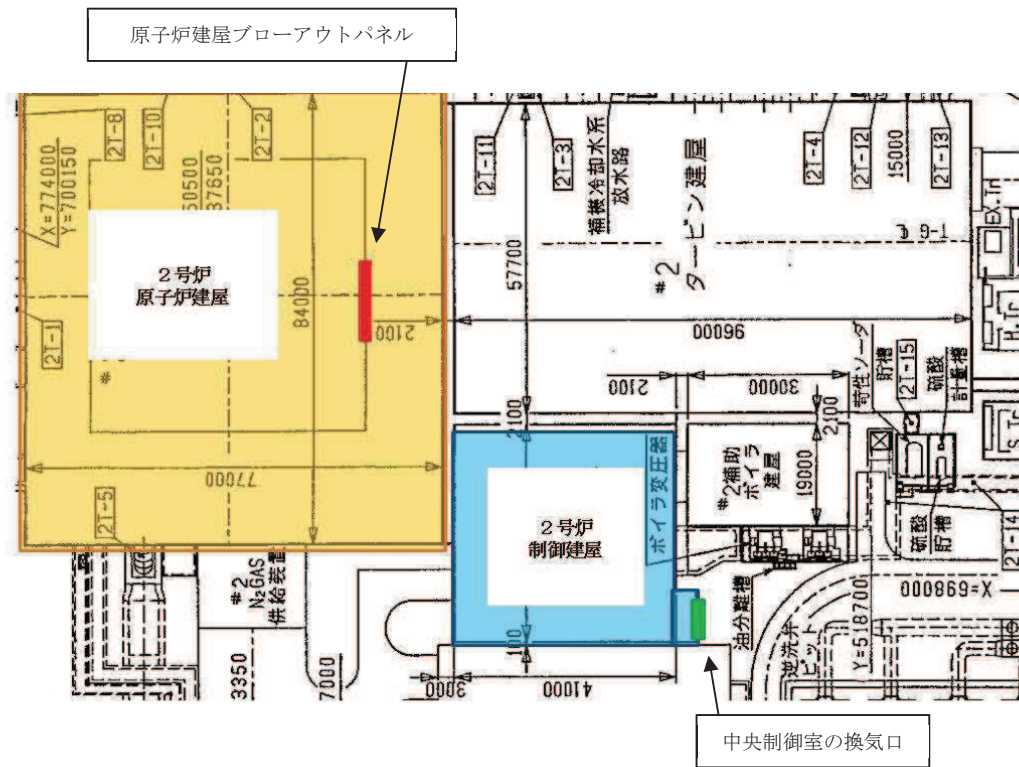 原子炉建屋ブローアウトパネル
2T-8
2T-10
2T-2
X=774000
Y=700150
37650
2T-1
2号炉
原子炉建屋
84000
2100
#
77000
2T-5
2T-11
2T-3
補機冷却水系
放水路
2T-4
2T-12
15000
2T-13
EX.Tr
T-G ℄
57700
#2
タービン建屋
96000
H.Tr
2100
30000
苛性ソーダ
貯槽
2T-15
硫酸
計量槽
S.Tr
2100
2100
ボイラ変圧器
#2補助
ボイラ
建屋
19000
2号炉
制御建屋
硫酸
貯槽
2T-14
#2
N₂GAS
供給装置
油分離槽
逆洗弁
ピット
X=698000
Y=518700
3350
7000
3000
41000
中央制御室の換気口